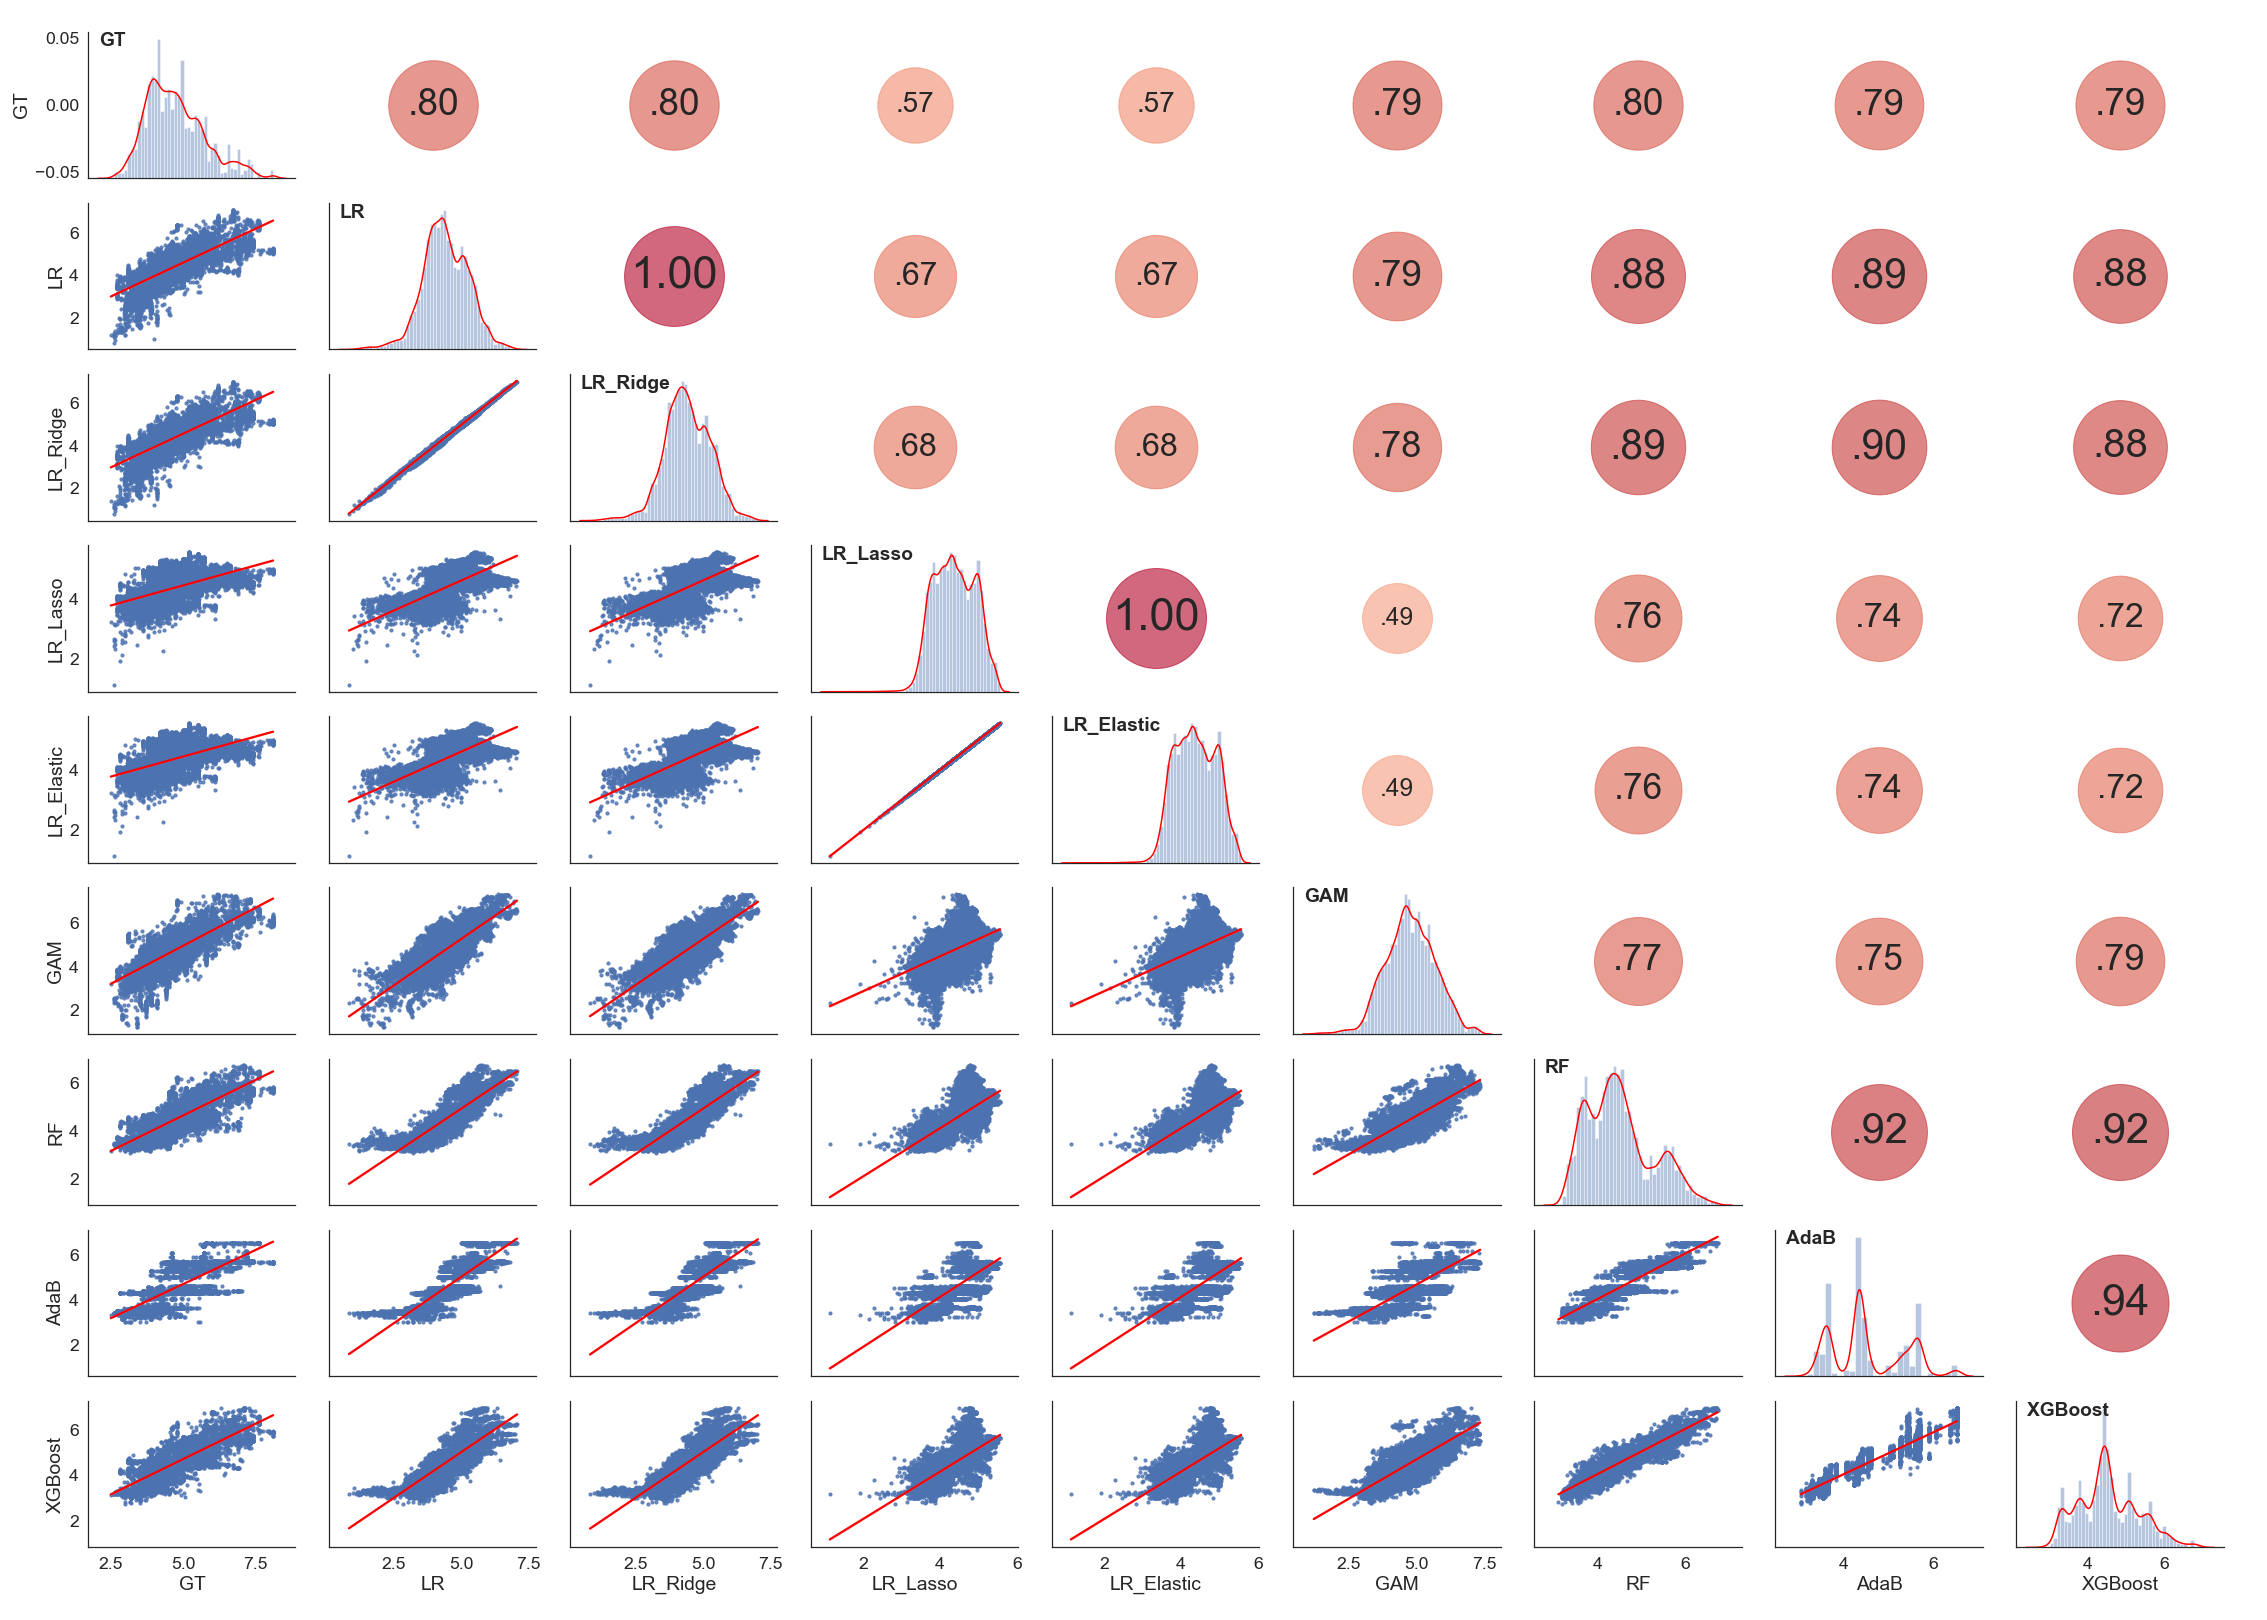 0.05 GT
GT 0.00 .80 .80 .57 .57 .79 .80 .79 .79
−0.05
LR
6
LR 4 1.00 .67 .67 .79 .88 .89 .88
2
LR_Ridge
6
LR_Ridge 4 .68 .68 .78 .89 .90 .88
2
LR_Lasso
LR_Lasso 4 1.00 .49 .76 .74 .72
2
LR_Elastic
LR_Elastic 4 .49 .76 .74 .72
2
GAM
6
GAM 4 .77 .75 .79
2
RF
6
RF 4 .92 .92
2
AdaB
6
AdaB 4 .94
2
XGBoost
6
XGBoost 4
2
2.5 5.0 7.5 2.5 5.0 7.5 2.5 5.0 7.5 2 4 6 2 4 6 2.5 5.0 7.5 4 6 4 6 4 6
GT LR LR_Ridge LR_Lasso LR_Elastic GAM RF AdaB XGBoost